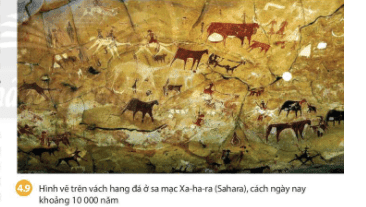 4.9 Hình vẽ trên vách hang đá ở sa mạc Xa-ha-ra (Sahara), cách ngày nay
khoảng 10 000 năm